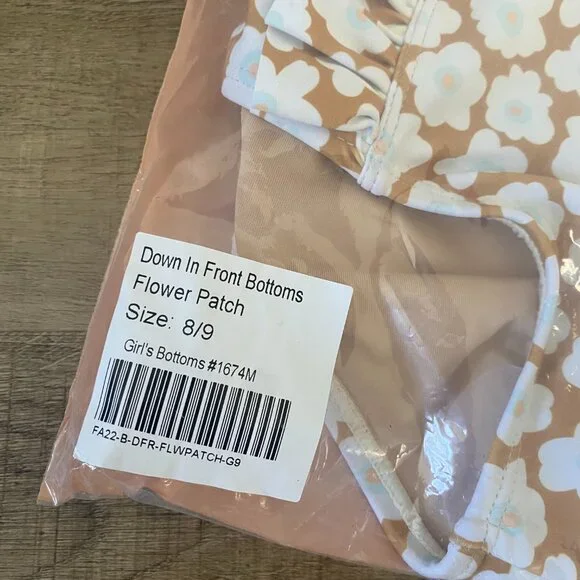 Down In Front Bottoms
Flower Patch
Size: 8/9
Girl's Bottoms #1674M
FA22-B-DFR-FLWPATCH-G9